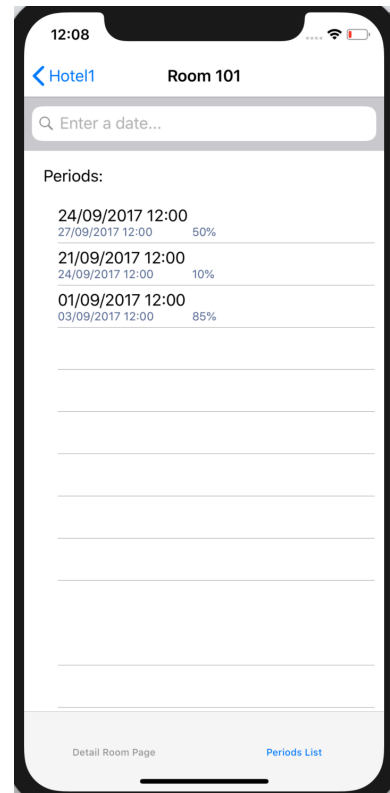 12:08
Hotel1 Room 101
Enter a date...
Periods:
24/09/2017 12:00
27/09/2017 12:00 50%
21/09/2017 12:00
24/09/2017 12:00 10%
01/09/2017 12:00
03/09/2017 12:00 85%
Detail Room Page Periods List